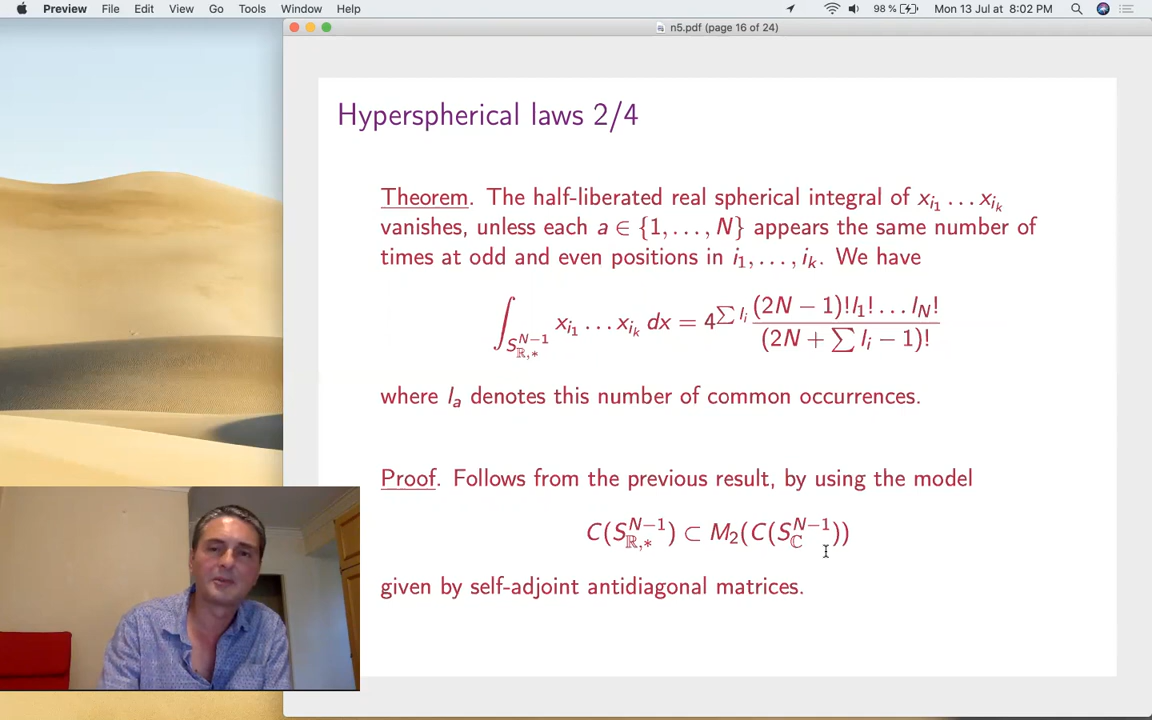 Preview File Edit View Go Tools Window Help 98 % Mon 13 Jul at 8:02 PM
n5.pdf (page 16 of 24)
Hyperspherical laws 2/4
Theorem. The half-liberated real spherical integral of x_{i_1} … x_{i_k}
vanishes, unless each a ∈ {1, …, N} appears the same number of
times at odd and even positions in i_1, …, i_k. We have
∫_{S^{N−1}_{ℝ,*}} x_{i_1} … x_{i_k} dx = 4^{∑ l_i} \frac{(2N − 1)! l_1! … l_N!}{(2N + ∑ l_i − 1)!}
where l_a denotes this number of common occurrences.
Proof. Follows from the previous result, by using the model
C(S^{N−1}_{ℝ,*}) ⊂ M_2(C(S^{N−1}_ℂ))
given by self-adjoint antidiagonal matrices.